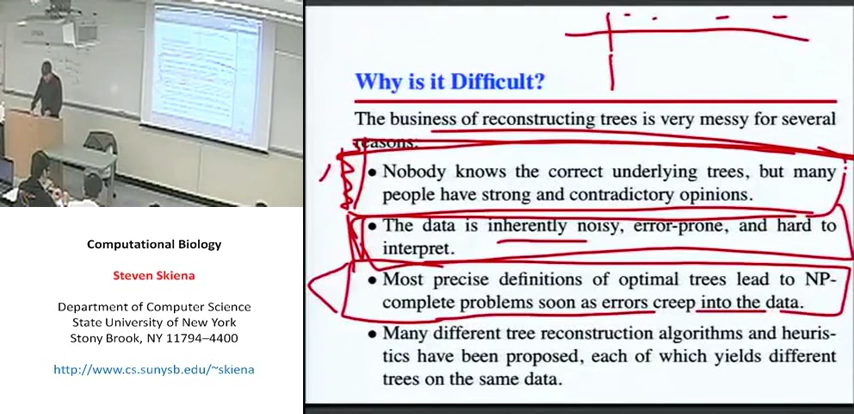 Computational Biology
Steven Skiena
Department of Computer Science
State University of New York
Stony Brook, NY 11794–4400
http://www.cs.sunysb.edu/~skiena
Why is it Difficult?
The business of reconstructing trees is very messy for several
reasons:
• Nobody knows the correct underlying trees, but many
people have strong and contradictory opinions.
• The data is inherently noisy, error-prone, and hard to
interpret.
• Most precise definitions of optimal trees lead to NP-
complete problems soon as errors creep into the data.
• Many different tree reconstruction algorithms and heuris-
tics have been proposed, each of which yields different
trees on the same data.